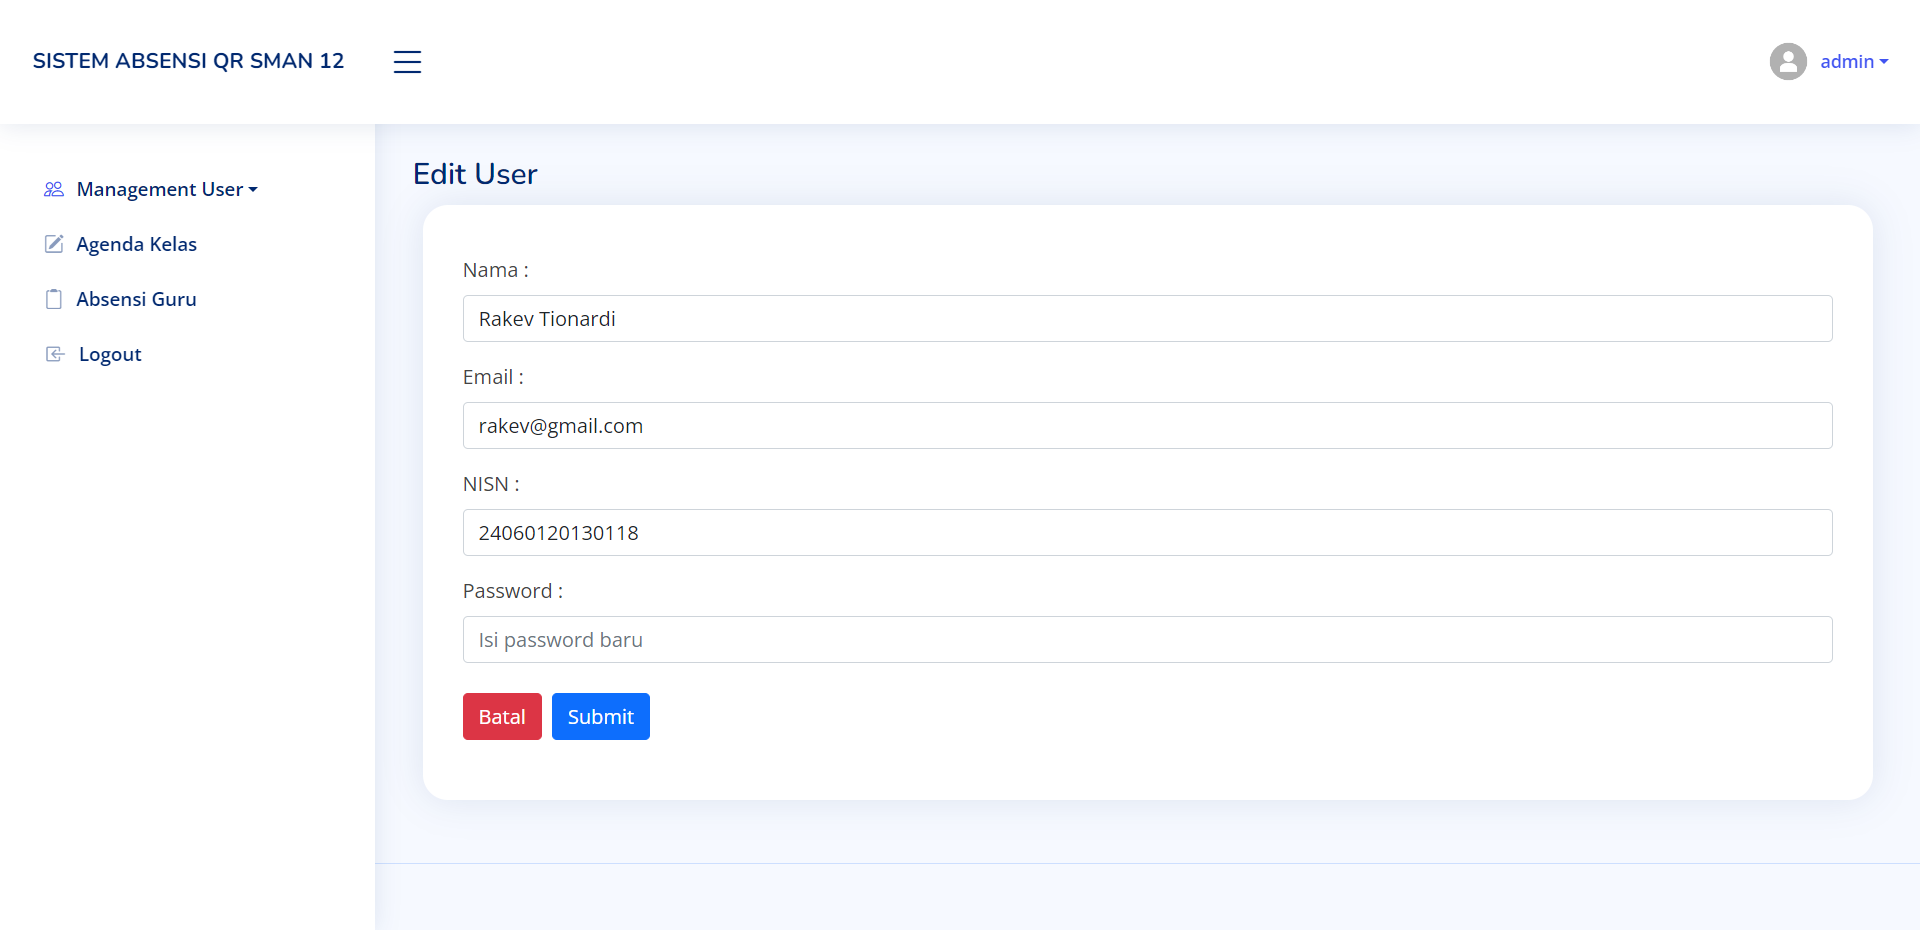 SISTEM ABSENSI QR SMAN 12
admin
Management User
Agenda Kelas
Absensi Guru
Logout
Edit User
Nama :
Rakev Tionardi
Email :
rakev@gmail.com
NISN :
24060120130118
Password :
Isi password baru
Batal Submit